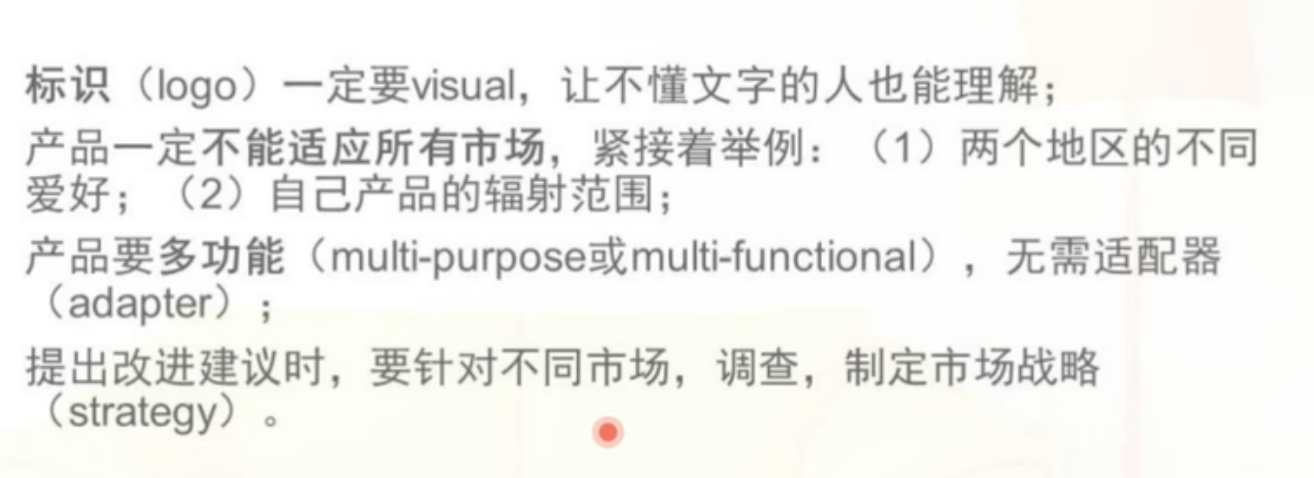 标识（logo）一定要visual，让不懂文字的人也能理解；
产品一定不能适应所有市场，紧接着举例：（1）两个地区的不同
爱好；（2）自己产品的辐射范围；
产品要多功能（multi-purpose或multi-functional），无需适配器
（adapter）；
提出改进建议时，要针对不同市场，调查，制定市场战略
（strategy）。